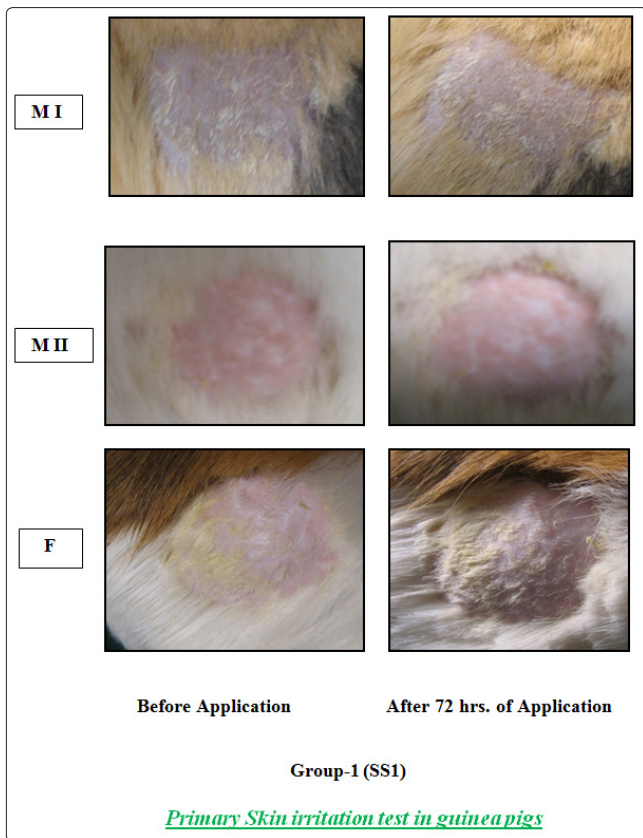 M I
M II
F
Before Application
After 72 hrs. of Application
Group-1 (SS1)
Primary Skin irritation test in guinea pigs